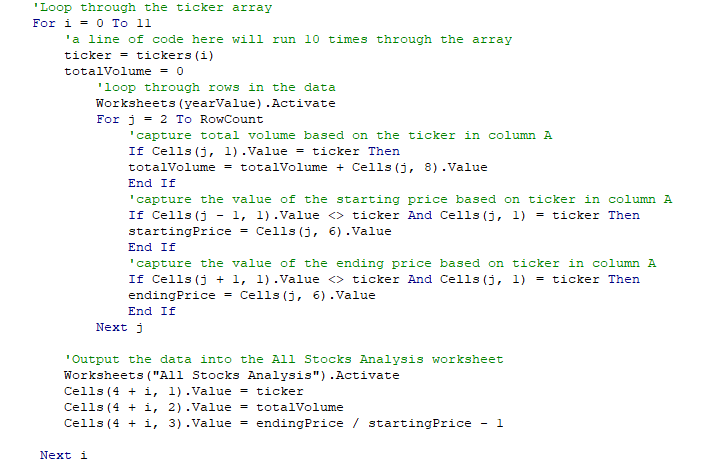 'Loop through the ticker array
For i = 0 To 11
'a line of code here will run 10 times through the array
ticker = tickers(i)
totalVolume = 0
'loop through rows in the data
Worksheets(yearValue).Activate
For j = 2 To RowCount
'capture total volume based on the ticker in column A
If Cells(j, 1).Value = ticker Then
totalVolume = totalVolume + Cells(j, 8).Value
End If
'capture the value of the starting price based on ticker in column A
If Cells(j - 1, 1).Value <> ticker And Cells(j, 1) = ticker Then
startingPrice = Cells(j, 6).Value
End If
'capture the value of the ending price based on ticker in column A
If Cells(j + 1, 1).Value <> ticker And Cells(j, 1) = ticker Then
endingPrice = Cells(j, 6).Value
End If
Next j
'Output the data into the All Stocks Analysis worksheet
Worksheets("All Stocks Analysis").Activate
Cells(4 + i, 1).Value = ticker
Cells(4 + i, 2).Value = totalVolume
Cells(4 + i, 3).Value = endingPrice / startingPrice - 1
Next i